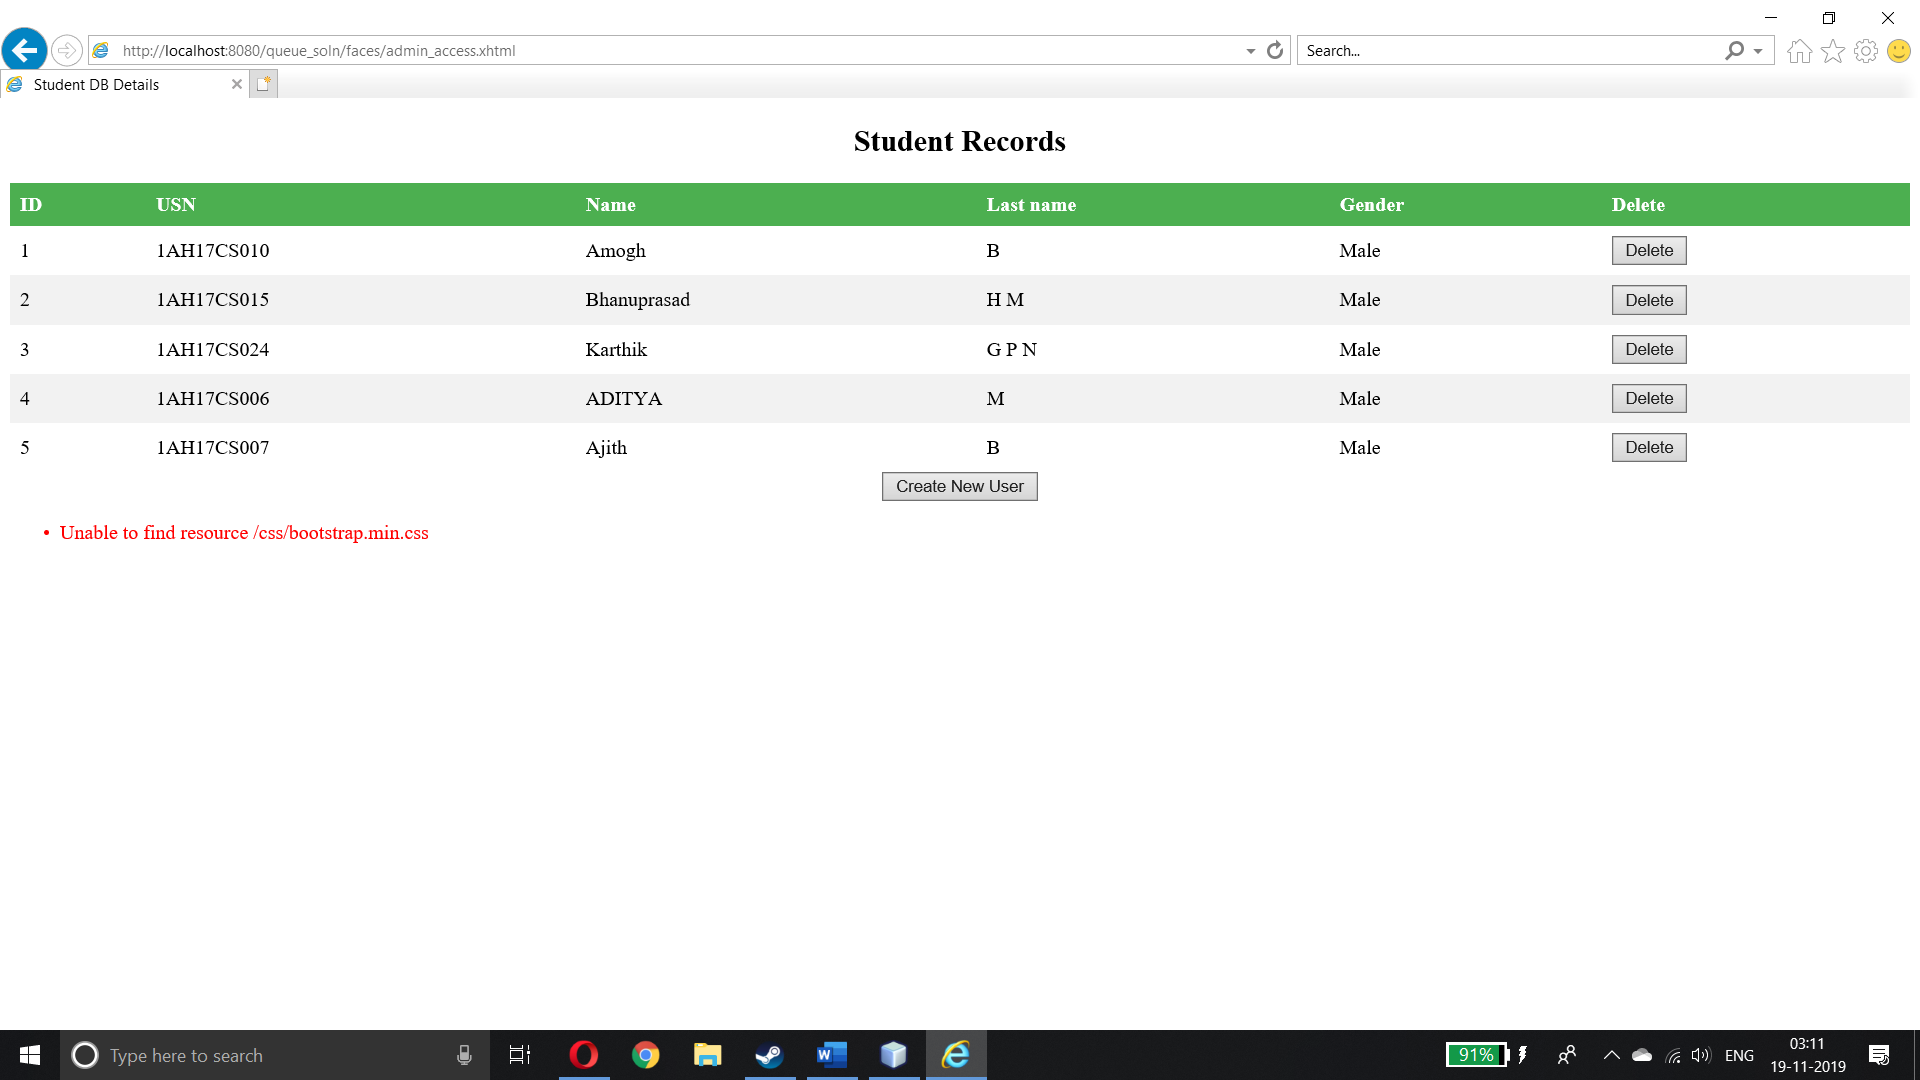 http://localhost:8080/queue_soln/faces/admin_access.xhtml
Search...
Student DB Details
Student Records
ID USN Name Last name Gender Delete
1 1AH17CS010 Amogh B Male Delete
2 1AH17CS015 Bhanuprasad H M Male Delete
3 1AH17CS024 Karthik G P N Male Delete
4 1AH17CS006 ADITYA M Male Delete
5 1AH17CS007 Ajith B Male Delete
Create New User
• Unable to find resource /css/bootstrap.min.css
Type here to search
91%
ENG
03:11
19-11-2019